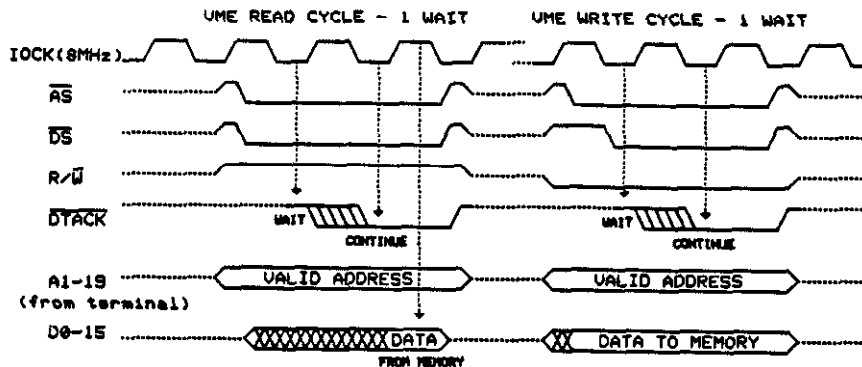 VME READ CYCLE - 1 WAIT VME WRITE CYCLE - 1 WAIT
IOCK(8MHz)
AS
DS
R/W
DTACK WAIT WAIT
CONTINUE CONTINUE
A1-19 VALID ADDRESS VALID ADDRESS
(from terminal)
D0-15 DATA DATA TO MEMORY
FROM MEMORY